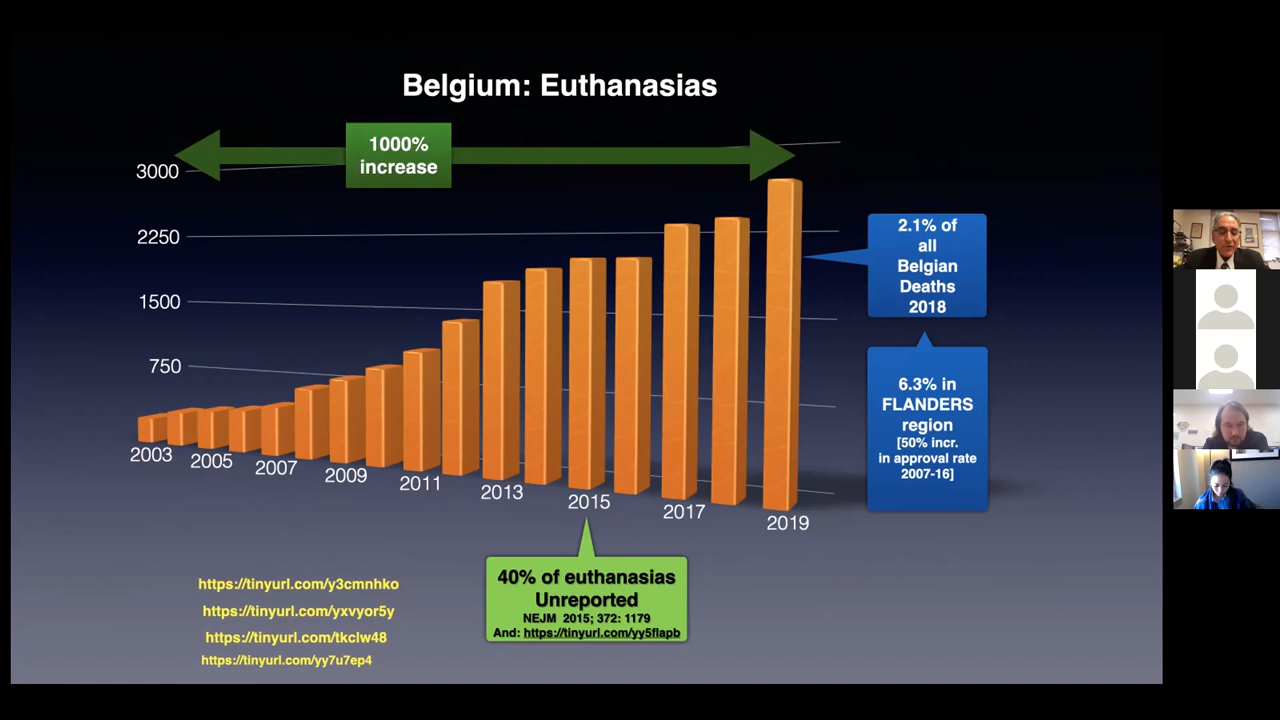 Belgium: Euthanasias
1000%
increase
3000
2250
1500
750
2003
2005
2007
2009
2011
2013
2015
2017
2019
2.1% of
all
Belgian
Deaths
2018
6.3% in
FLANDERS
region
[50% incr.
in approval rate
2007-16]
40% of euthanasias
Unreported
NEJM 2015; 372: 1179
And: https://tinyurl.com/yy5flapb
https://tinyurl.com/y3cmnhko
https://tinyurl.com/yxvyor5y
https://tinyurl.com/tkclw48
https://tinyurl.com/yy7u7ep4